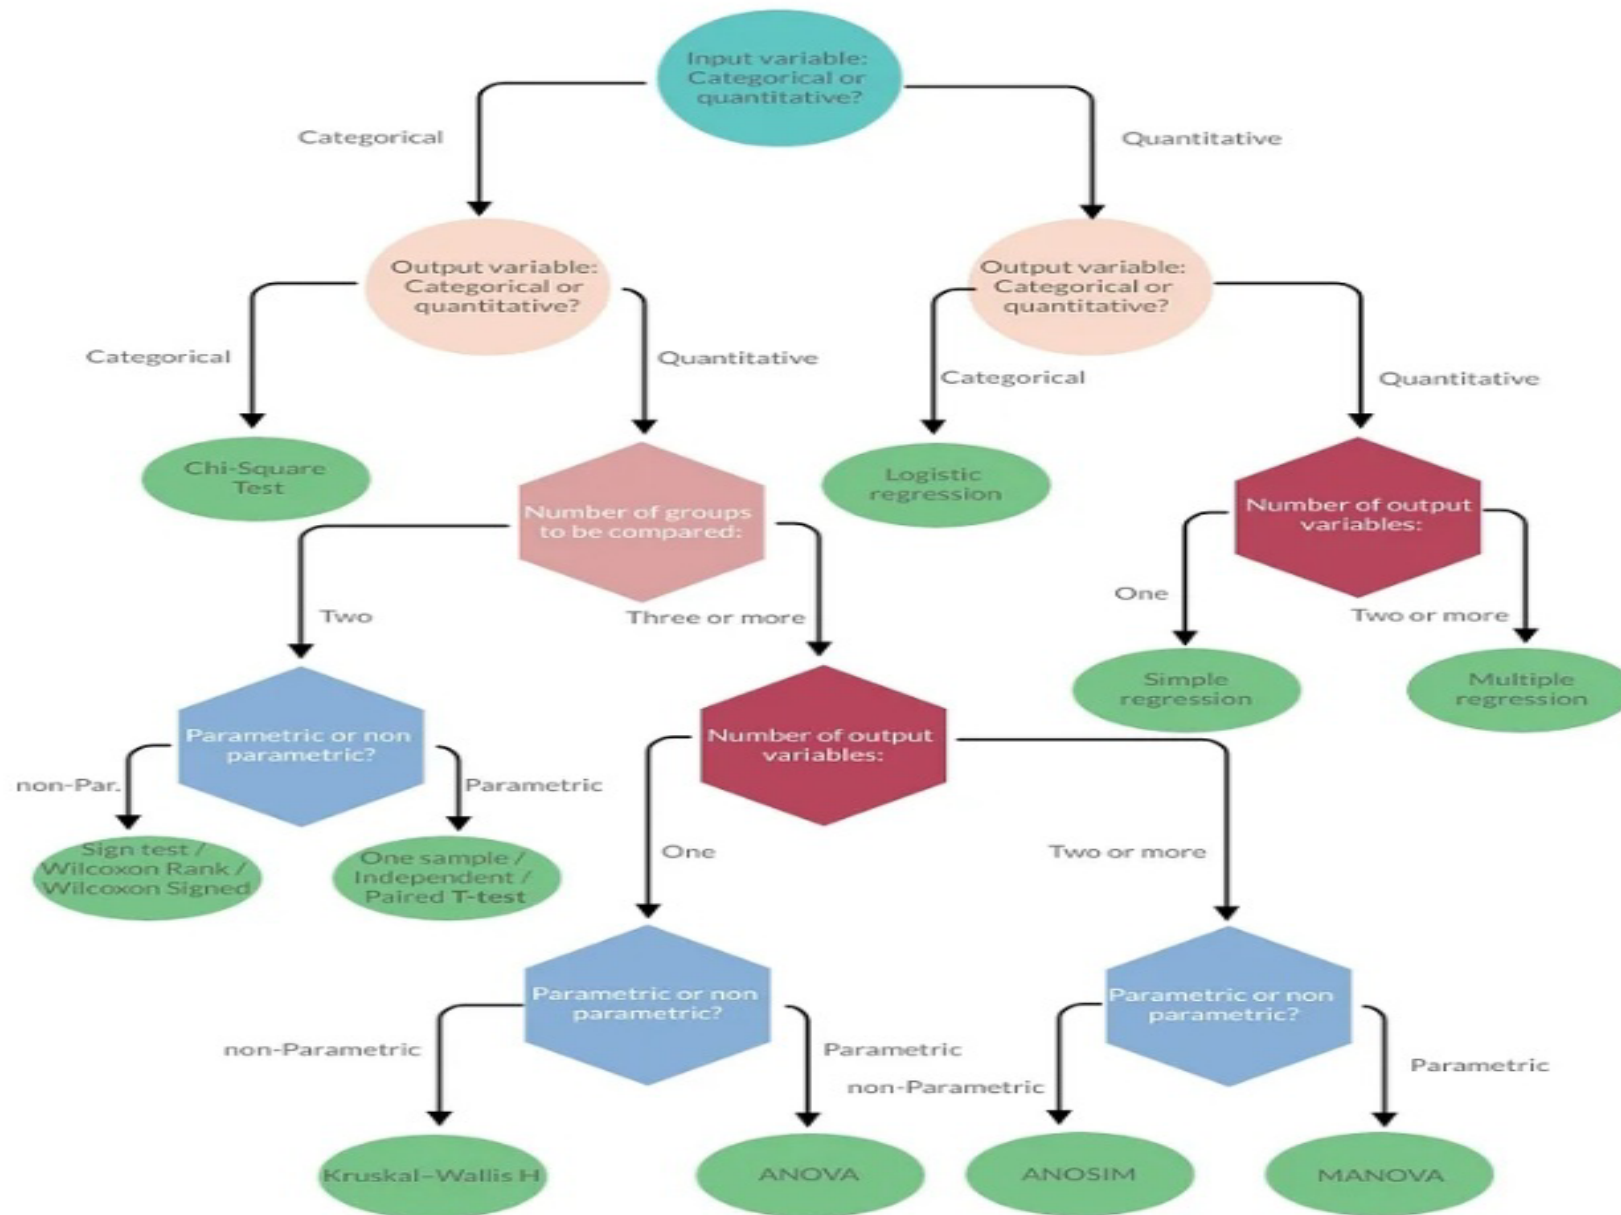 Input variable:
Categorical or
quantitative?
Categorical
Quantitative
Output variable:
Categorical or
quantitative?
Output variable:
Categorical or
quantitative?
Categorical
Quantitative
Categorical
Quantitative
Chi-Square
Test
Number of groups
to be compared:
Logistic
regression
Number of output
variables:
Two
Three or more
One
Two or more
Simple
regression
Multiple
regression
Parametric or non
parametric?
Number of output
variables:
non-Par.
Parametric
Sign test /
Wilcoxon Rank /
Wilcoxon Signed
One sample /
Independent /
Paired T-test
One
Two or more
Parametric or non
parametric?
Parametric or non
parametric?
non-Parametric
Parametric
non-Parametric
Parametric
Kruskal–Wallis H
ANOVA
ANOSIM
MANOVA